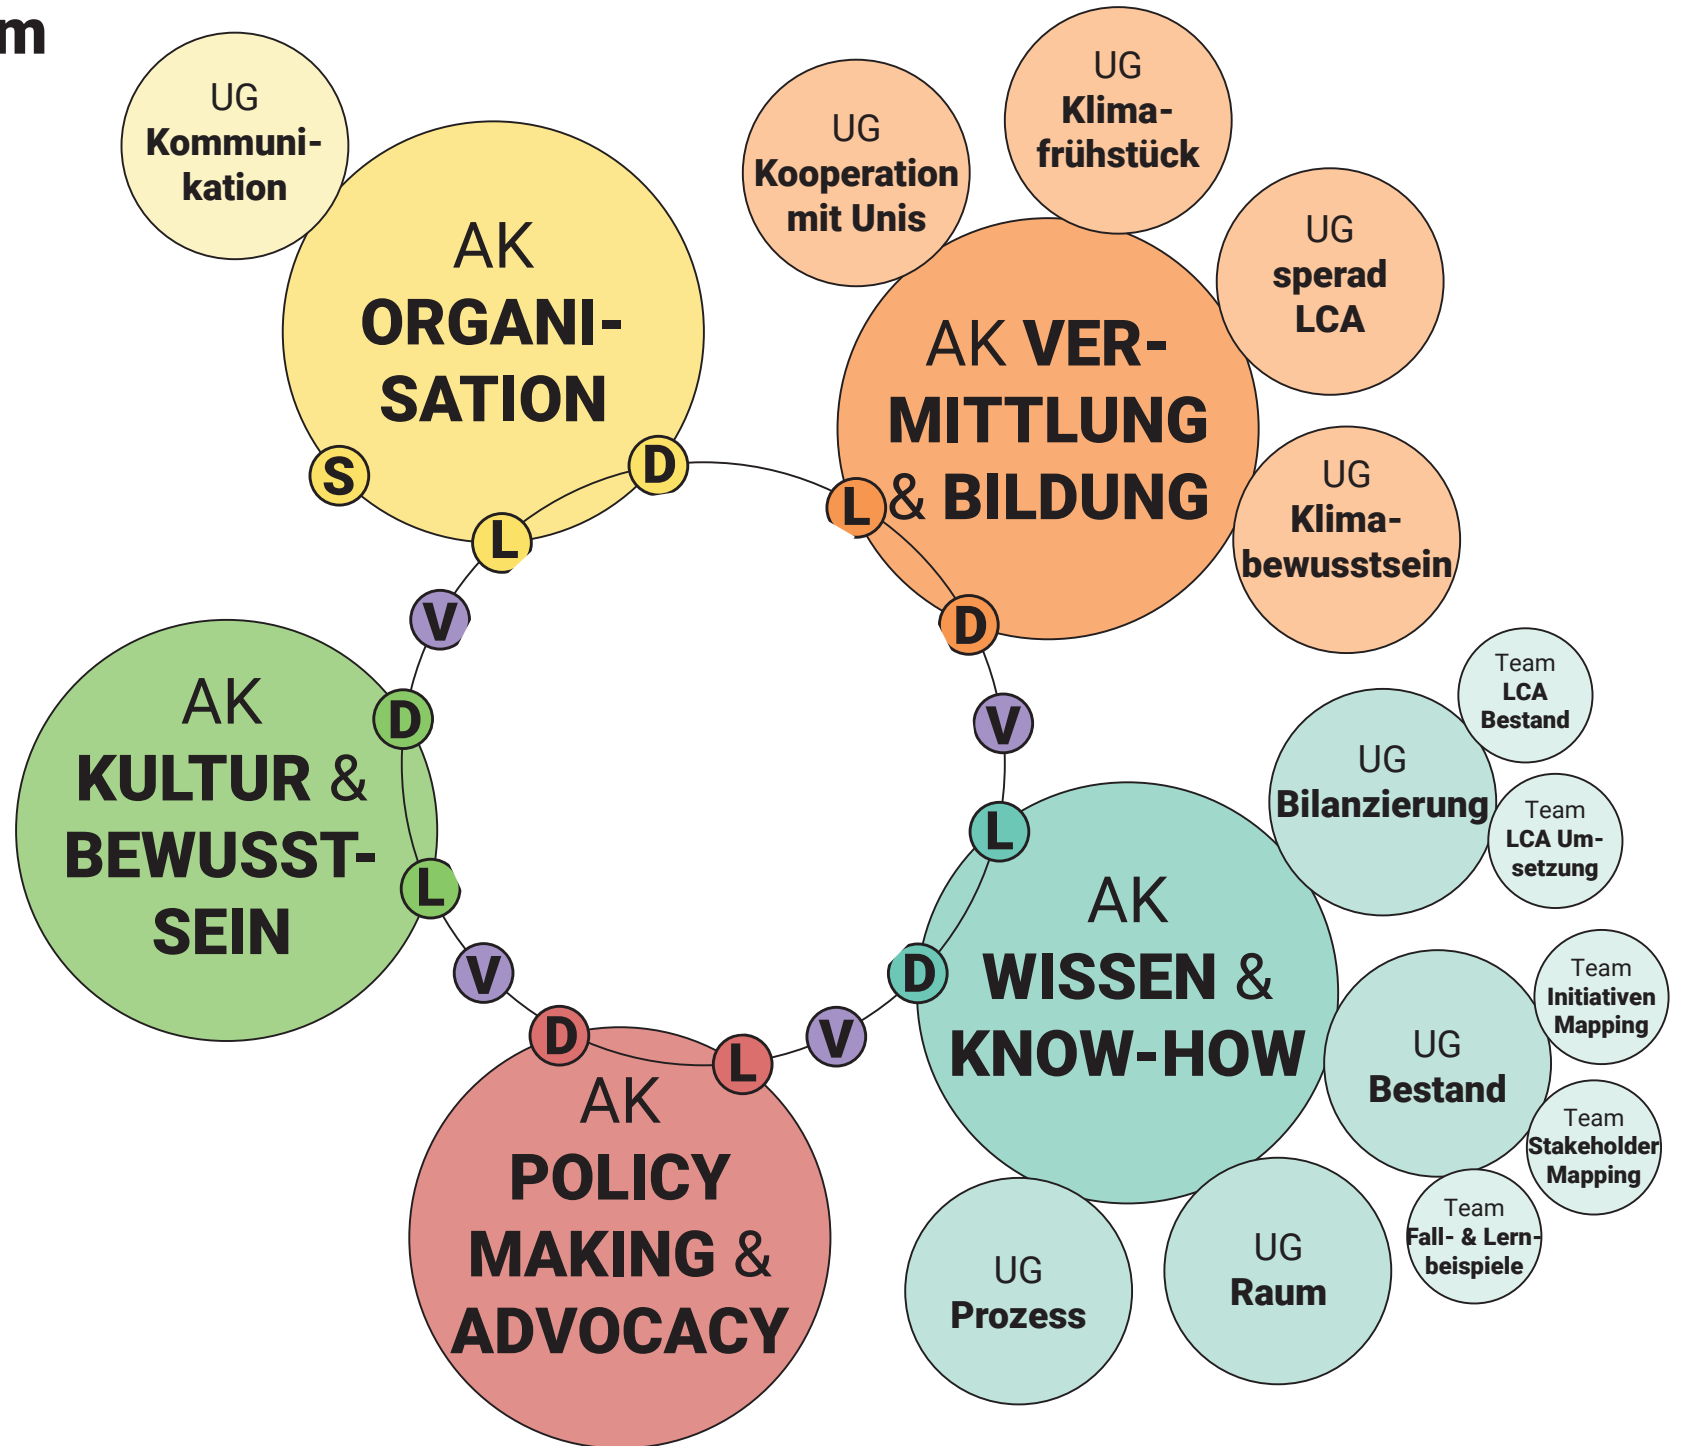 m
UG
Kommuni-
kation
AK
ORGANI-
SATION
S
L
D
UG
Kooperation
mit Unis
UG
Klima-
frühstück
UG
sperad
LCA
UG
Klima-
bewusstsein
AK VER-
MITTLUNG
& BILDUNG
L
D
V
V
AK
KULTUR &
BEWUSST-
SEIN
D
L
V
AK
POLICY
MAKING &
ADVOCACY
D
L
V
AK
WISSEN &
KNOW-HOW
L
D
UG
Bilanzierung
Team
LCA
Bestand
Team
LCA Um-
setzung
UG
Bestand
Team
Initiativen
Mapping
Team
Stakeholder
Mapping
Team
Fall- & Lern-
beispiele
UG
Raum
UG
Prozess